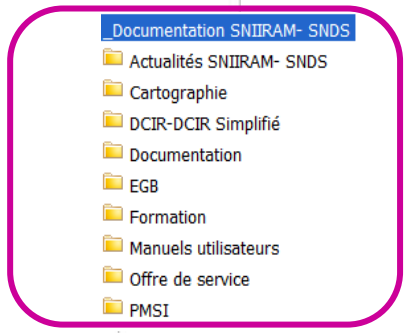 _Documentation SNIIRAM- SNDS
Actualités SNIIRAM- SNDS
Cartographie
DCIR-DCIR Simplifié
Documentation
EGB
Formation
Manuels utilisateurs
Offre de service
PMSI